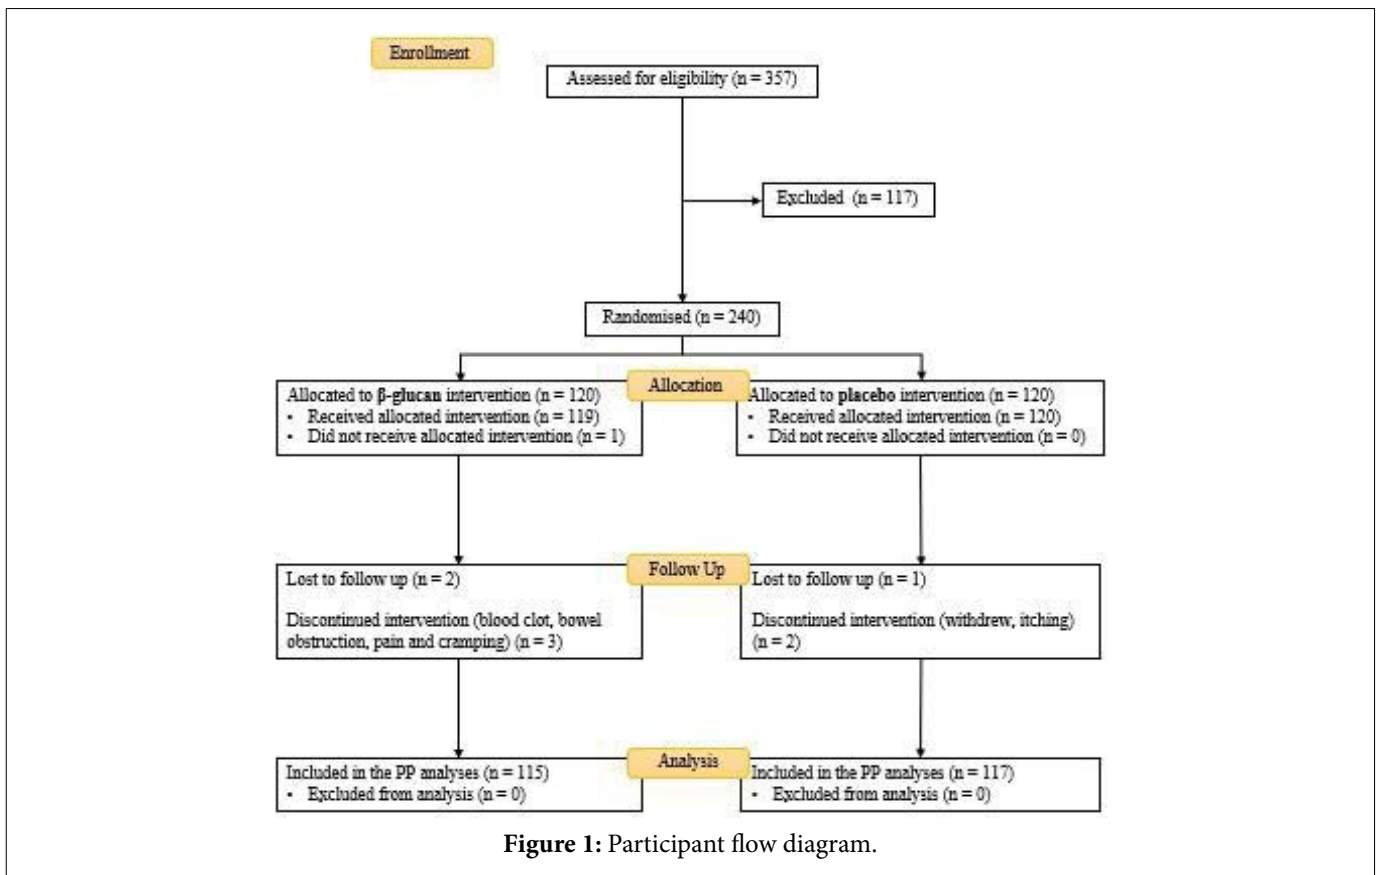 Enrollment
Assessed for eligibility (n = 357)
Excluded (n = 117)
Randomised (n = 240)
Allocation
Allocated to β-glucan intervention (n = 120)
• Received allocated intervention (n = 119)
• Did not receive allocated intervention (n = 1)
Allocated to placebo intervention (n = 120)
• Received allocated intervention (n = 120)
• Did not receive allocated intervention (n = 0)
Follow Up
Lost to follow up (n = 2)
Discontinued intervention (blood clot, bowel
obstruction, pain and cramping) (n = 3)
Lost to follow up (n = 1)
Discontinued intervention (withdrew, itching)
(n = 2)
Analysis
Included in the PP analyses (n = 115)
• Excluded from analysis (n = 0)
Included in the PP analyses (n = 117)
• Excluded from analysis (n = 0)
Figure 1: Participant flow diagram.